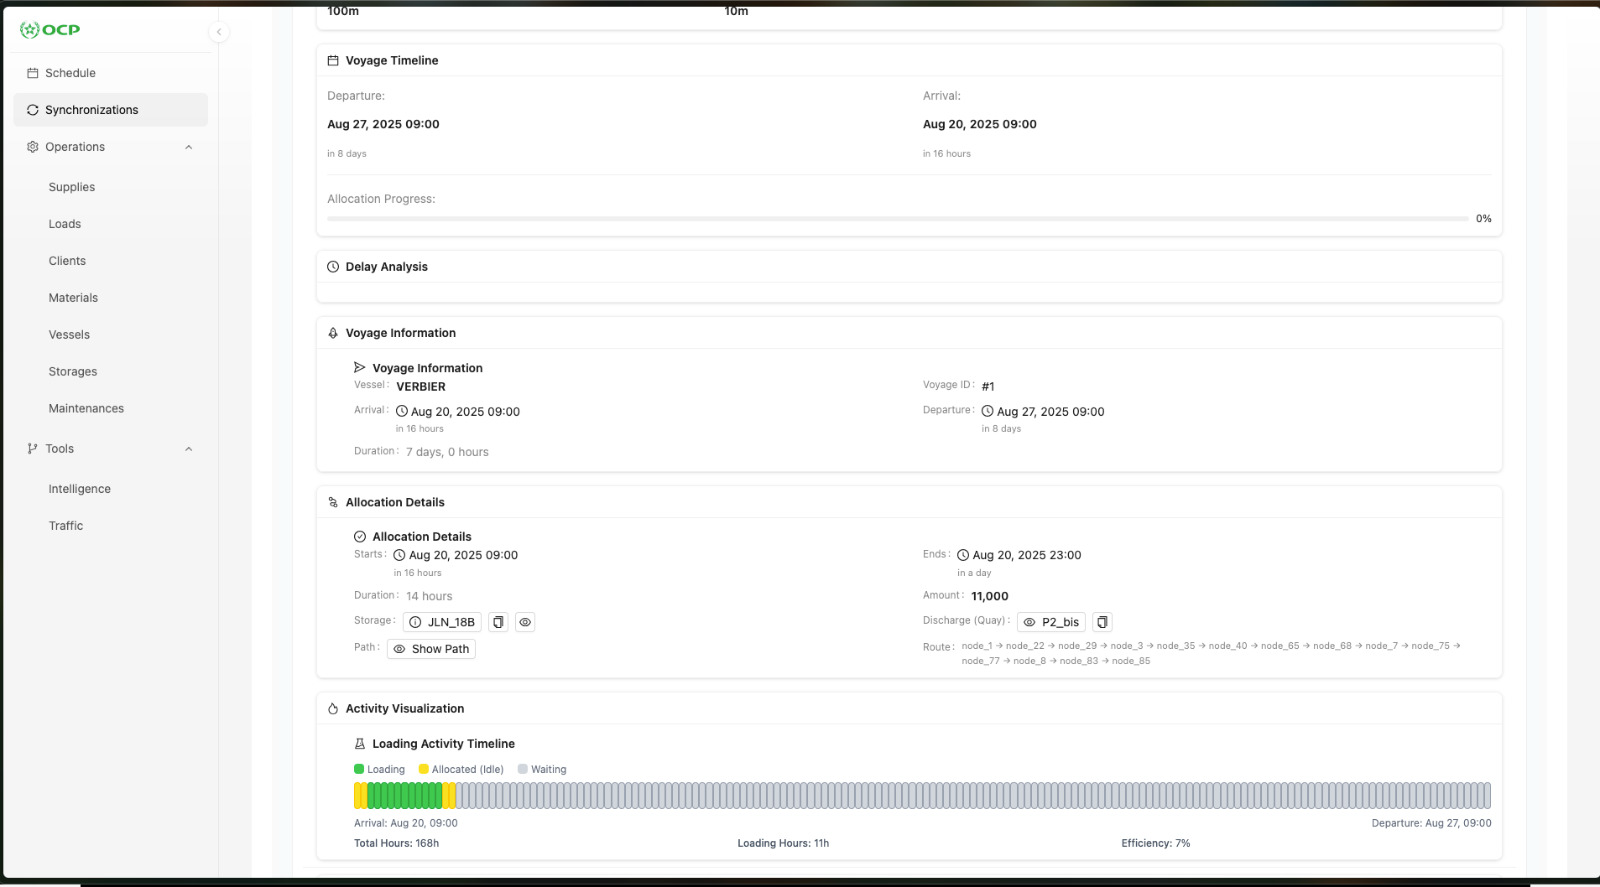 OCP
Schedule
Synchronizations
Operations
Supplies
Loads
Clients
Materials
Vessels
Storages
Maintenances
Tools
Intelligence
Traffic
100m
10m
Voyage Timeline
Departure:
Arrival:
Aug 27, 2025 09:00
Aug 20, 2025 09:00
in 8 days
in 16 hours
Allocation Progress:
0%
Delay Analysis
Voyage Information
Voyage Information
Vessel : VERBIER
Voyage ID : #1
Arrival : Aug 20, 2025 09:00
in 16 hours
Departure : Aug 27, 2025 09:00
in 8 days
Duration : 7 days, 0 hours
Allocation Details
Allocation Details
Starts : Aug 20, 2025 09:00
in 16 hours
Ends : Aug 20, 2025 23:00
in a day
Duration : 14 hours
Amount : 11,000
Storage : JLN_18B
Discharge (Quay) : P2_bis
Path : Show Path
Route : node_1 → node_22 → node_29 → node_3 → node_35 → node_40 → node_65 → node_68 → node_7 → node_75 →
node_77 → node_8 → node_83 → node_85
Activity Visualization
Loading Activity Timeline
Loading Allocated (Idle) Waiting
Arrival: Aug 20, 09:00
Departure: Aug 27, 09:00
Total Hours: 168h
Loading Hours: 11h
Efficiency: 7%